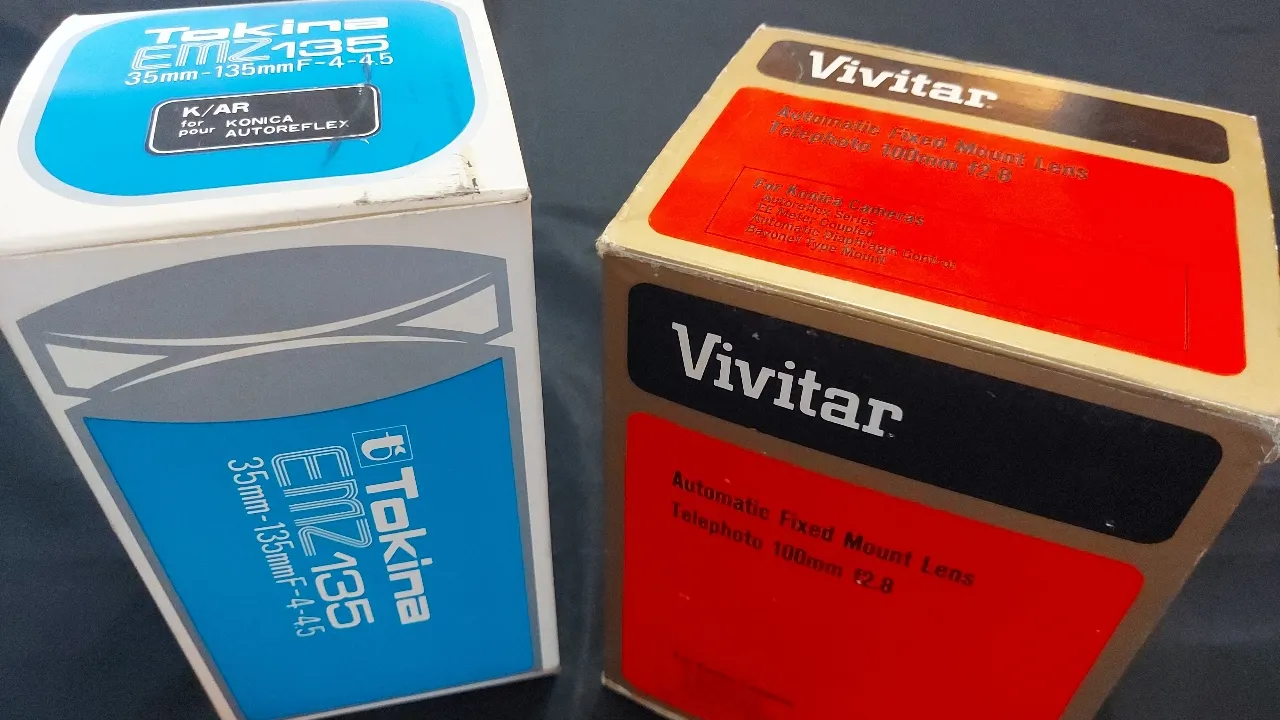 Tokina
EMZ135
35mm-135mmF-4-4.5
K/AR
for
pour
KONICA
AUTOREFLEX
t Tokina
EMZ135
35mm-135mmF-4-4.5
Vivitar
Automatic Fixed Mount Lens
Telephoto 100mm f2.8
For Konica Cameras
Autoreflex Series
EE Meter Coupled
Automatic Diaphragm Control
Bayonet Type Mount
Vivitar
Automatic Fixed Mount Lens
Telephoto 100mm f2.8